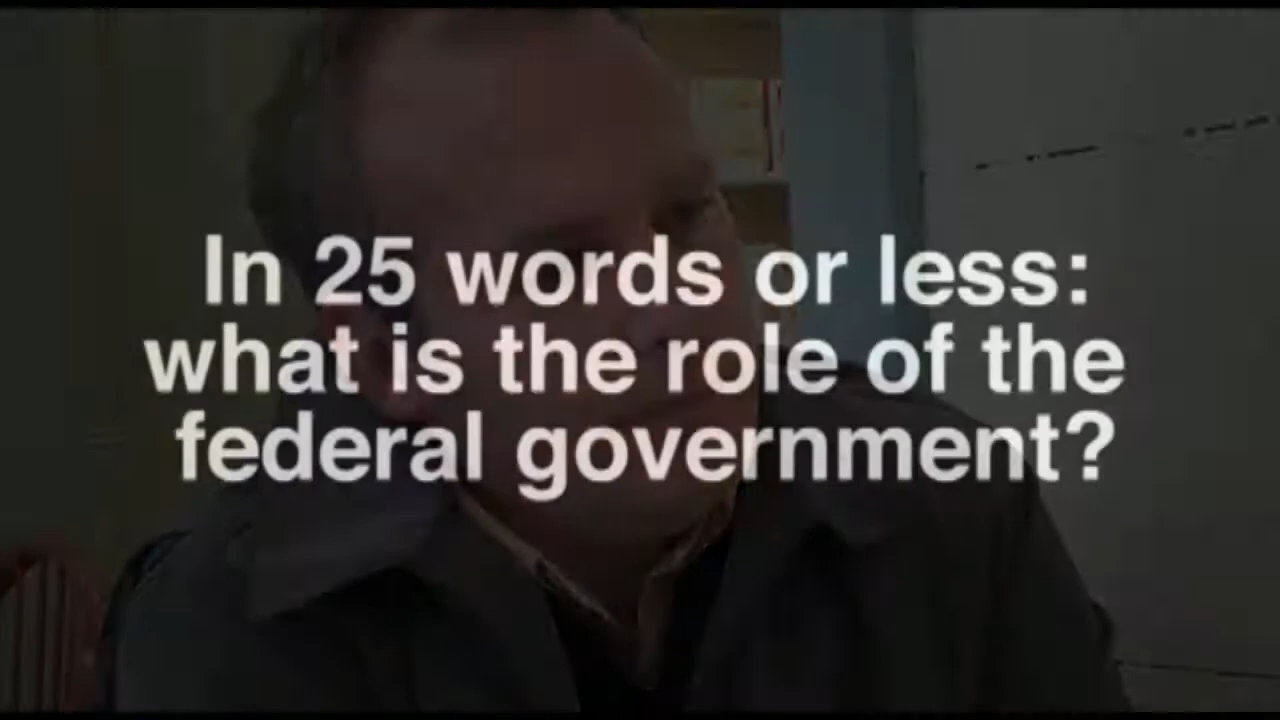 In 25 words or less:
what is the role of the
federal government?